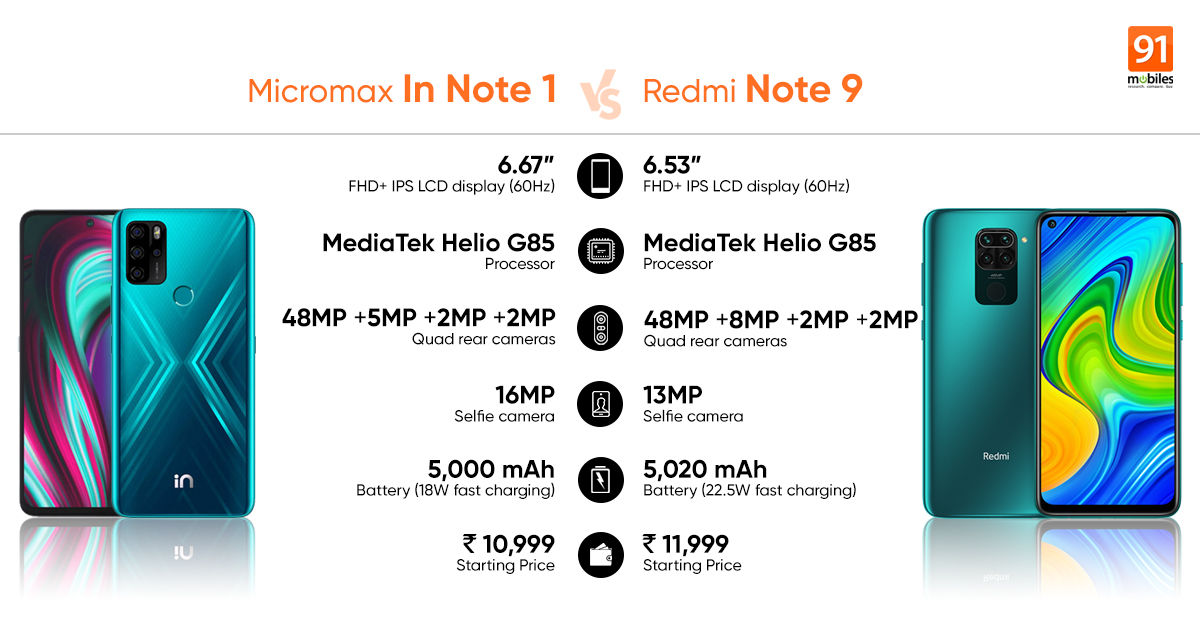 91
mobiles
research. compare. buy.
Micromax In Note 1 VS Redmi Note 9
6.67”
FHD+ IPS LCD display (60Hz)
6.53”
FHD+ IPS LCD display (60Hz)
MediaTek Helio G85
Processor
MediaTek Helio G85
Processor
48MP +5MP +2MP +2MP
Quad rear cameras
48MP +8MP +2MP +2MP
Quad rear cameras
16MP
Selfie camera
13MP
Selfie camera
5,000 mAh
Battery (18W fast charging)
5,020 mAh
Battery (22.5W fast charging)
₹ 10,999
Starting Price
₹ 11,999
Starting Price
in
Redmi